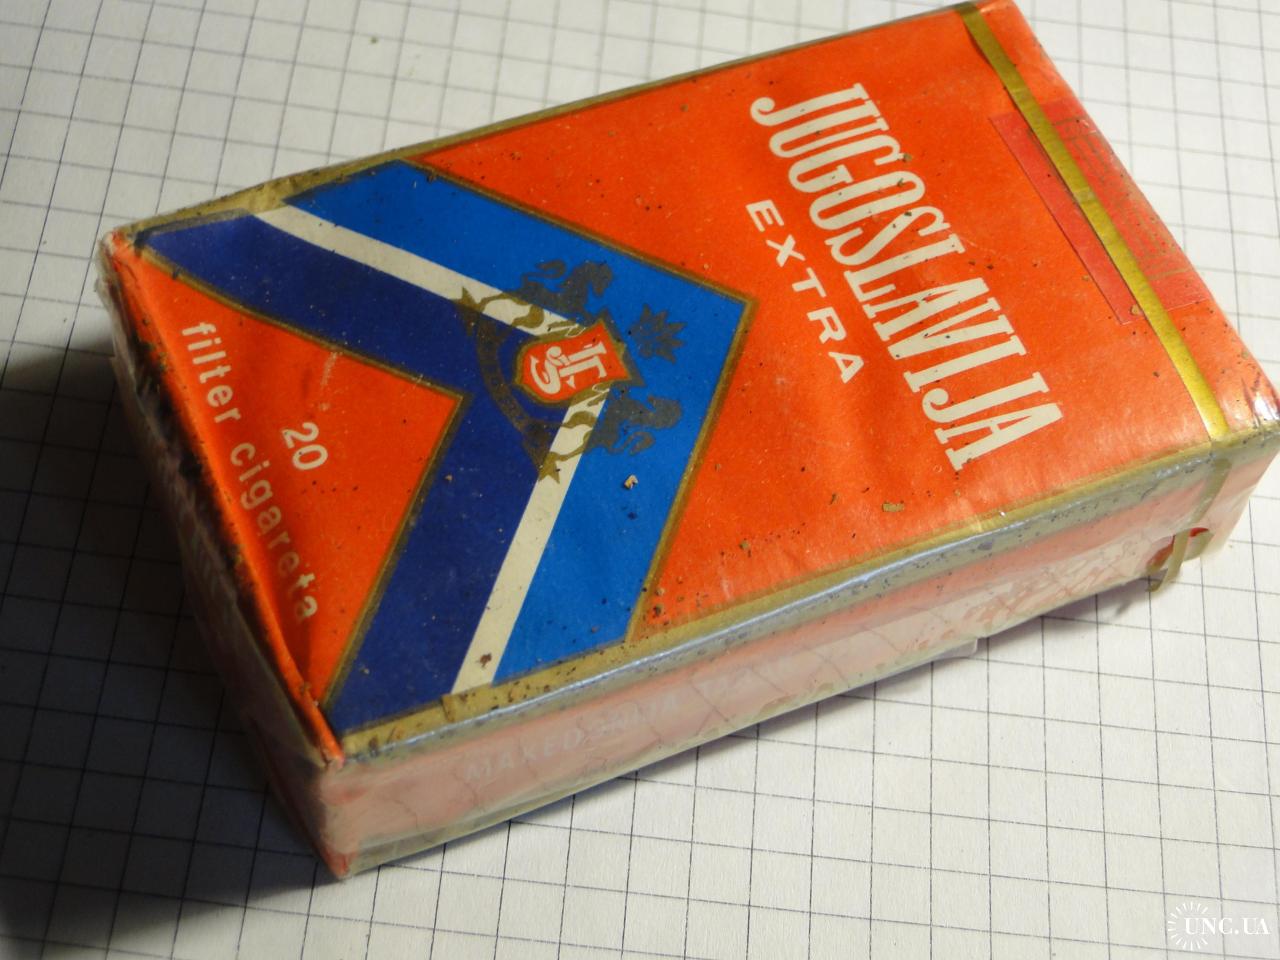 JUGOSLAVIJA
EXTRA
20
filter cigareta
UNC.UA